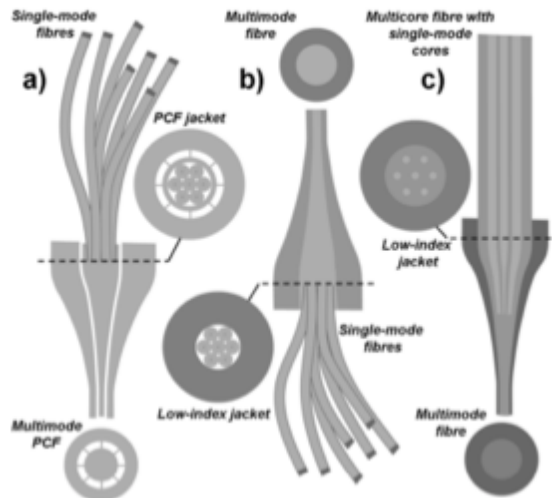 Single-mode
fibres
a)
PCF jacket
Multimode
PCF
Multimode
fibre
b)
Low-index jacket
Single-mode
fibres
Multicore fibre with
single-mode
cores
c)
Low-index
jacket
Multimode
fibre